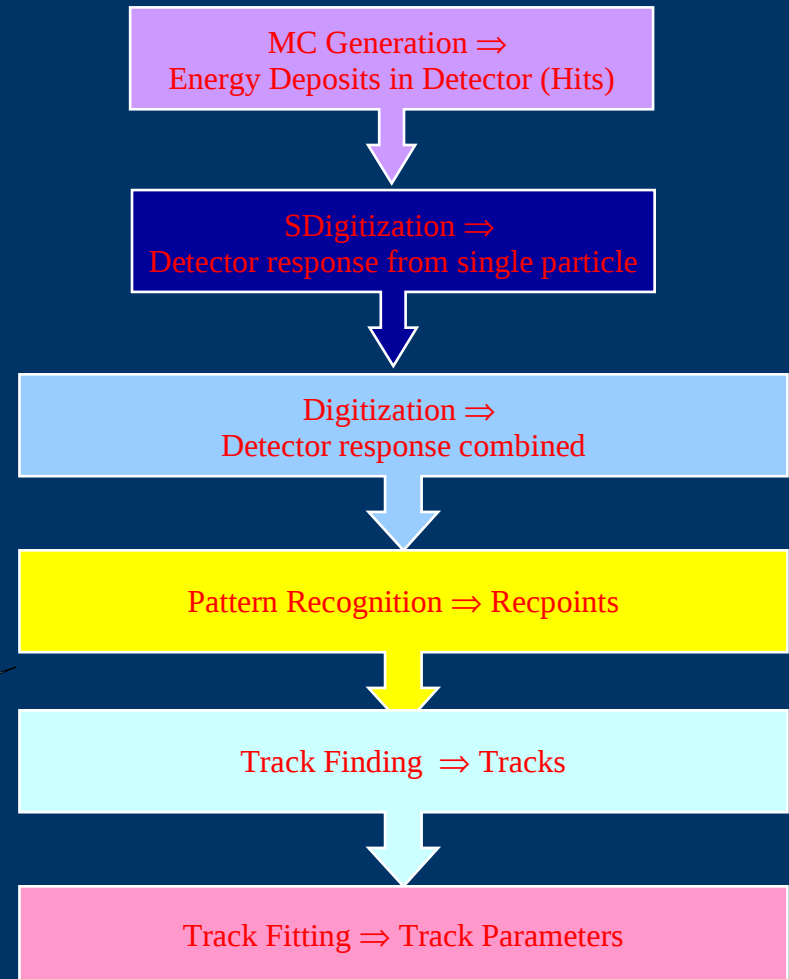 MC Generation ⇒
Energy Deposits in Detector (Hits)
SDigitization ⇒
Detector response from single particle
Digitization ⇒
Detector response combined
Pattern Recognition ⇒ Recpoints
Track Finding ⇒ Tracks
Track Fitting ⇒ Track Parameters